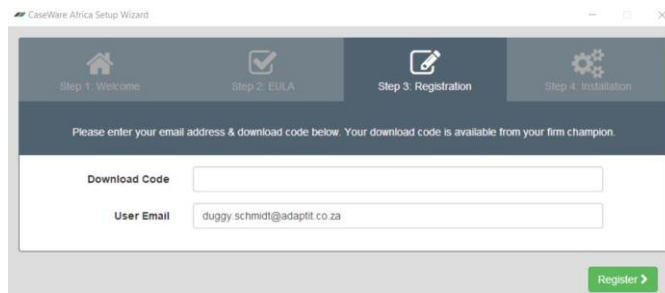 CaseWare Africa Setup Wizard
Step 1: Welcome
Step 2: EULA
Step 3: Registration
Step 4: Installation
Please enter your email address & download code below. Your download code is available from your firm champion.
Download Code
User Email
duggy.schmidt@adaptit.co.za
Register